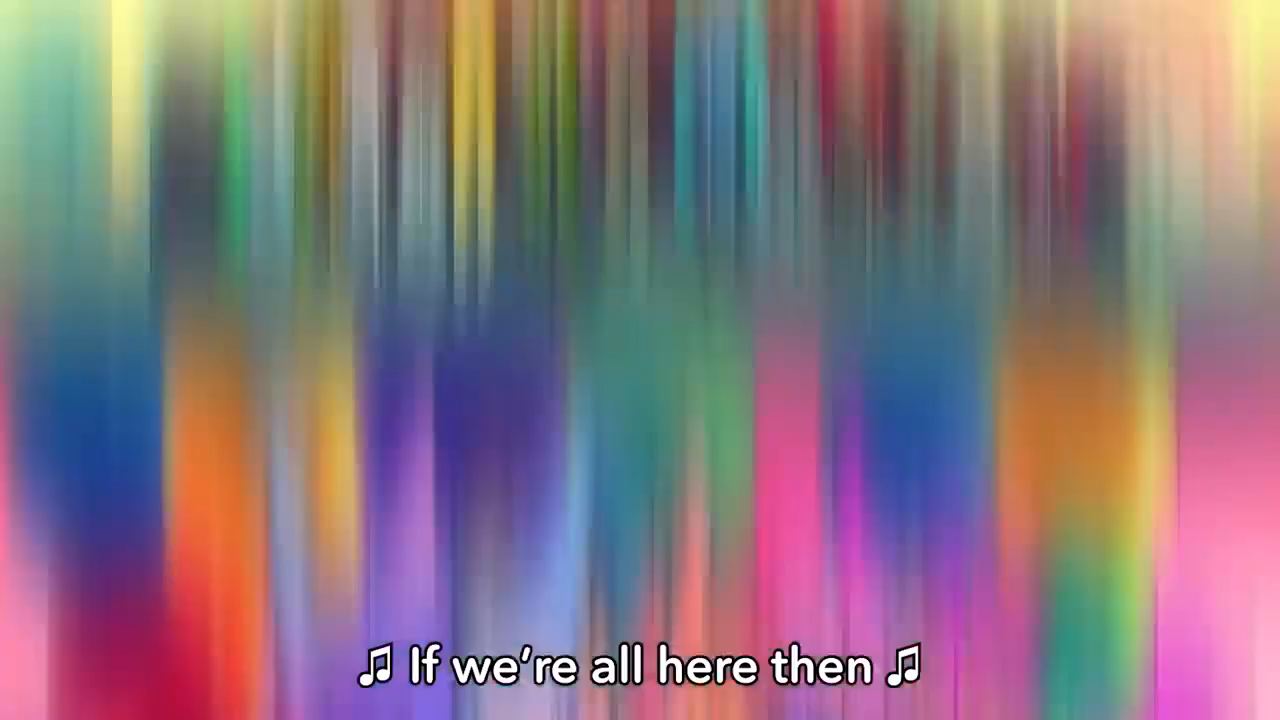 ♫ If we're all here then ♫